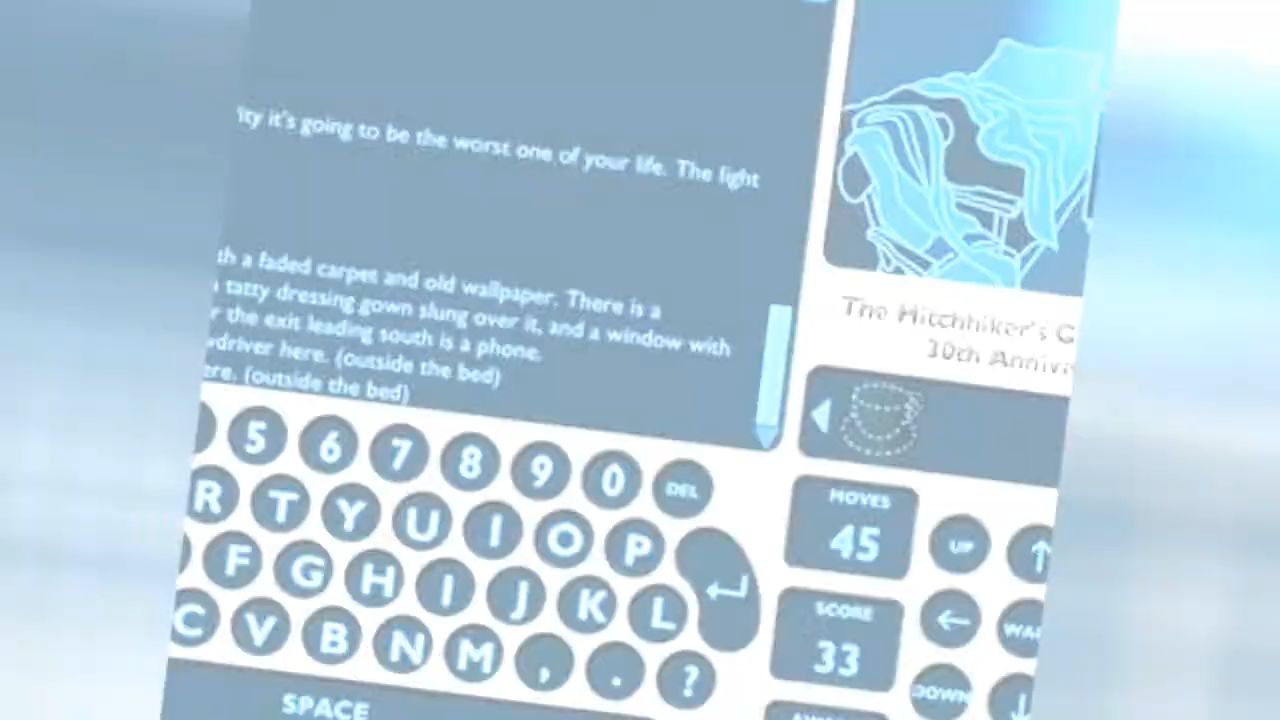 ity it's going to be the worst one of your life. The light
th a faded carpet and old wallpaper. There is a
tatty dressing gown slung over it, and a window with
r the exit leading south is a phone.
wdriver here. (outside the bed)
ere. (outside the bed)
The Hitchhiker's G
30th Anniv
5 6 7 8 9 0 DEL
R T Y U I O P
F G H I J K L
C V B N M , . ?
SPACE
MOVES
45
UP ↑
SCORE
33
← WA
DOWN ↓